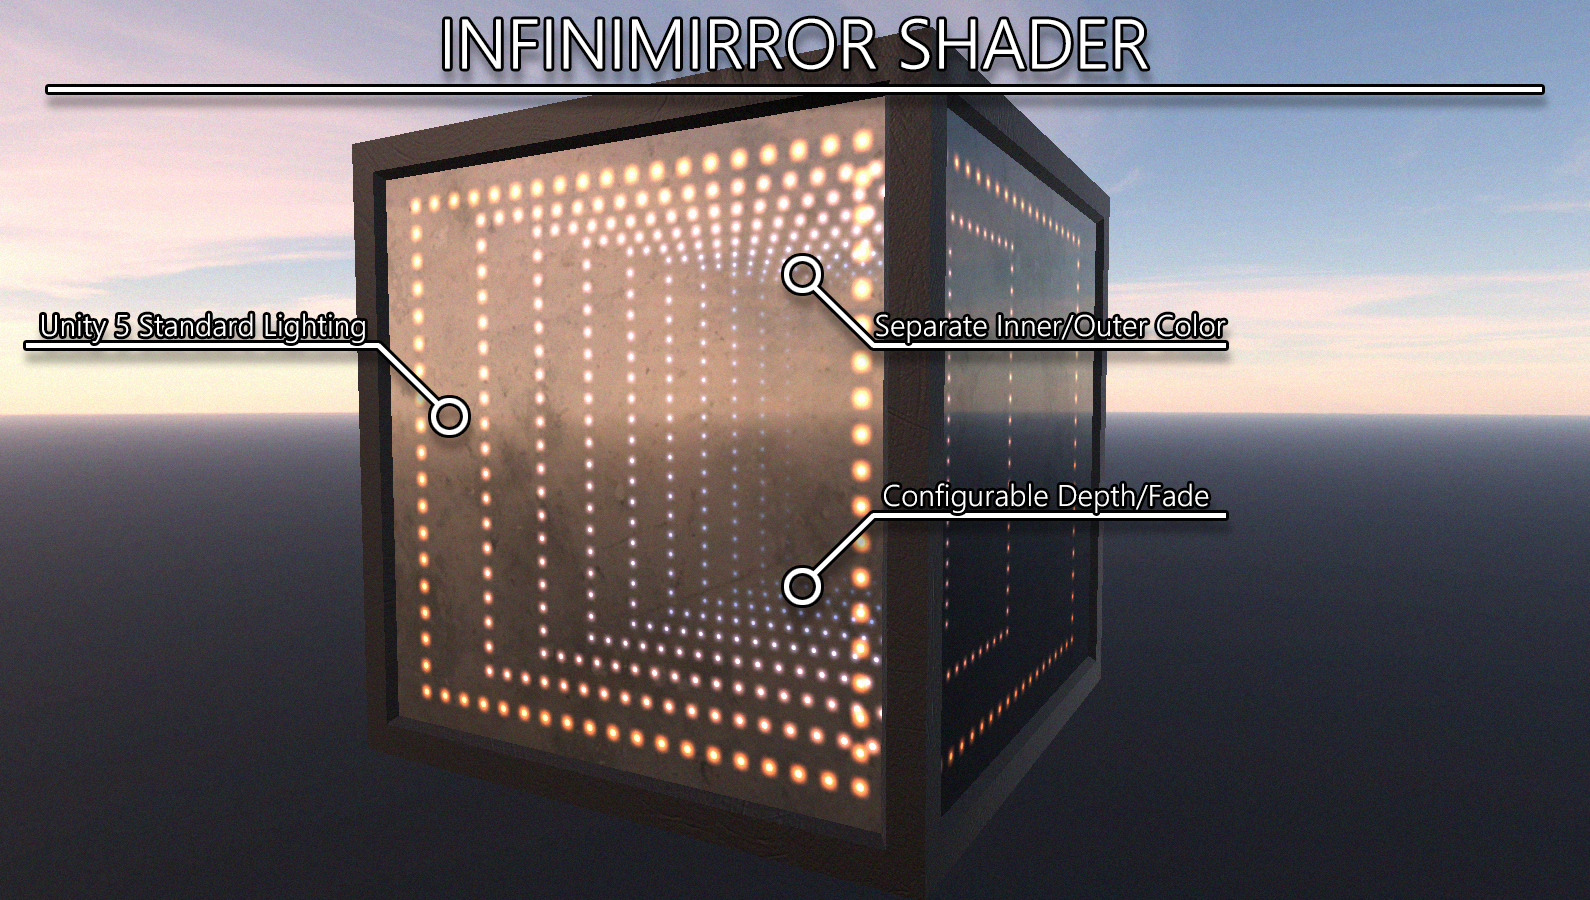 INFINIMIRROR SHADER
Unity 5 Standard Lighting
Separate Inner/Outer Color
Configurable Depth/Fade